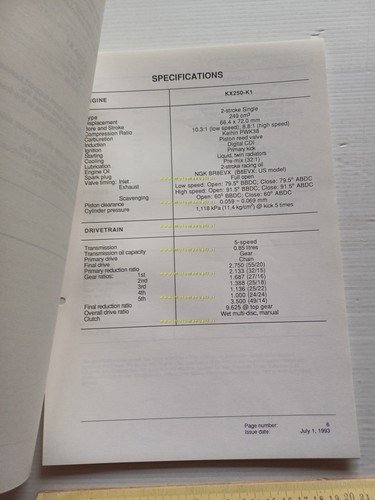 SPECIFICATIONS
KX250-K1
ENGINE
Type 2-stroke Single
Displacement 249 cm³
Bore and Stroke 66.4 x 72.0 mm
Compression Ratio 10.3:1 (low speed); 8.8:1 (high speed)
Carburetion Keihin PWK38
Induction Piston reed valve
Ignition Digital CDI
Starting Primary kick
Cooling Liquid, twin radiators
Lubrication Pre-mix (32:1)
Engine Oil 2-stroke racing oil
Spark plug NGK BR8EVX (B8EVX: US model)
Valve timing: Inlet Full open
Exhaust Low speed: Open: 79.5° BBDC; Close: 79.5° ABDC
High speed: Open: 91.5° BBDC; Close: 91.5° ABDC
Scavenging Open: 60° BBDC; Close: 60° ABDC
Piston clearance 0.059 ~ 0.069 mm
Cylinder pressure 1,118 kPa (11.4 kg/cm²) @ kick 5 times
DRIVETRAIN
Transmission 5-speed
Transmission oil capacity 0.85 litres
Primary drive Gear
Final drive Chain
Primary reduction ratio 2.750 (55/20)
Gear ratios: 1st 2.133 (32/15)
2nd 1.687 (27/16)
3rd 1.388 (25/18)
4th 1.136 (25/22)
5th 1.000 (24/24)
Final reduction ratio 3.500 (49/14)
Overall drive ratio 9.625 @ top gear
Clutch Wet multi-disc, manual
Page number: 6
Issue date: July 1, 1993